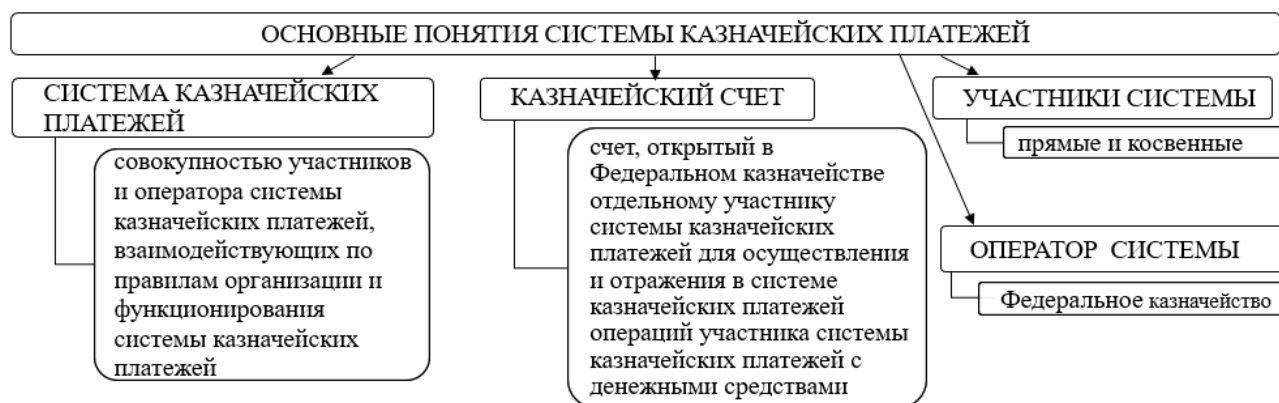 ОСНОВНЫЕ ПОНЯТИЯ СИСТЕМЫ КАЗНАЧЕЙСКИХ ПЛАТЕЖЕЙ
СИСТЕМА КАЗНАЧЕЙСКИХ
ПЛАТЕЖЕЙ
совокупностью участников
и оператора системы
казначейских платежей,
взаимодействующих по
правилам организации и
функционирования
системы казначейских
платежей
КАЗНАЧЕЙСКИЙ СЧЕТ
счет, открытый в
Федеральном казначействе
отдельному участнику
системы казначейских
платежей для осуществления
и отражения в системе
казначейских платежей
операций участника системы
казначейских платежей с
денежными средствами
УЧАСТНИКИ СИСТЕМЫ
прямые и косвенные
ОПЕРАТОР СИСТЕМЫ
Федеральное казначейство